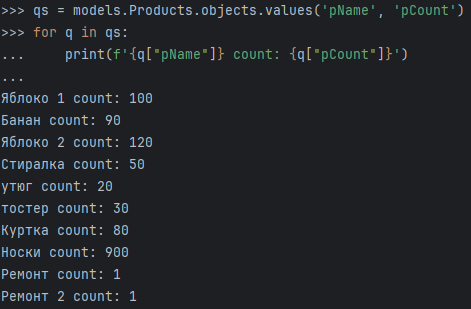 >>> qs = models.Products.objects.values('pName', 'pCount')
>>> for q in qs:
...     print(f'{q["pName"]} count: {q["pCount"]}')
...
Яблоко 1 count: 100
Банан count: 90
Яблоко 2 count: 120
Стиралка count: 50
утюг count: 20
тостер count: 30
Куртка count: 80
Носки count: 900
Ремонт count: 1
Ремонт 2 count: 1